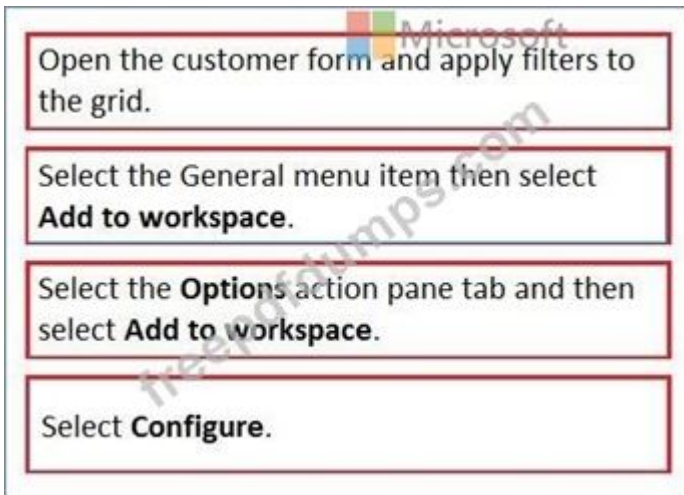 Microsoft
Open the customer form and apply filters to
the grid.
Select the General menu item then select
Add to workspace.
Select the Options action pane tab and then
select Add to workspace.
Select Configure.
freepdfdumps.com